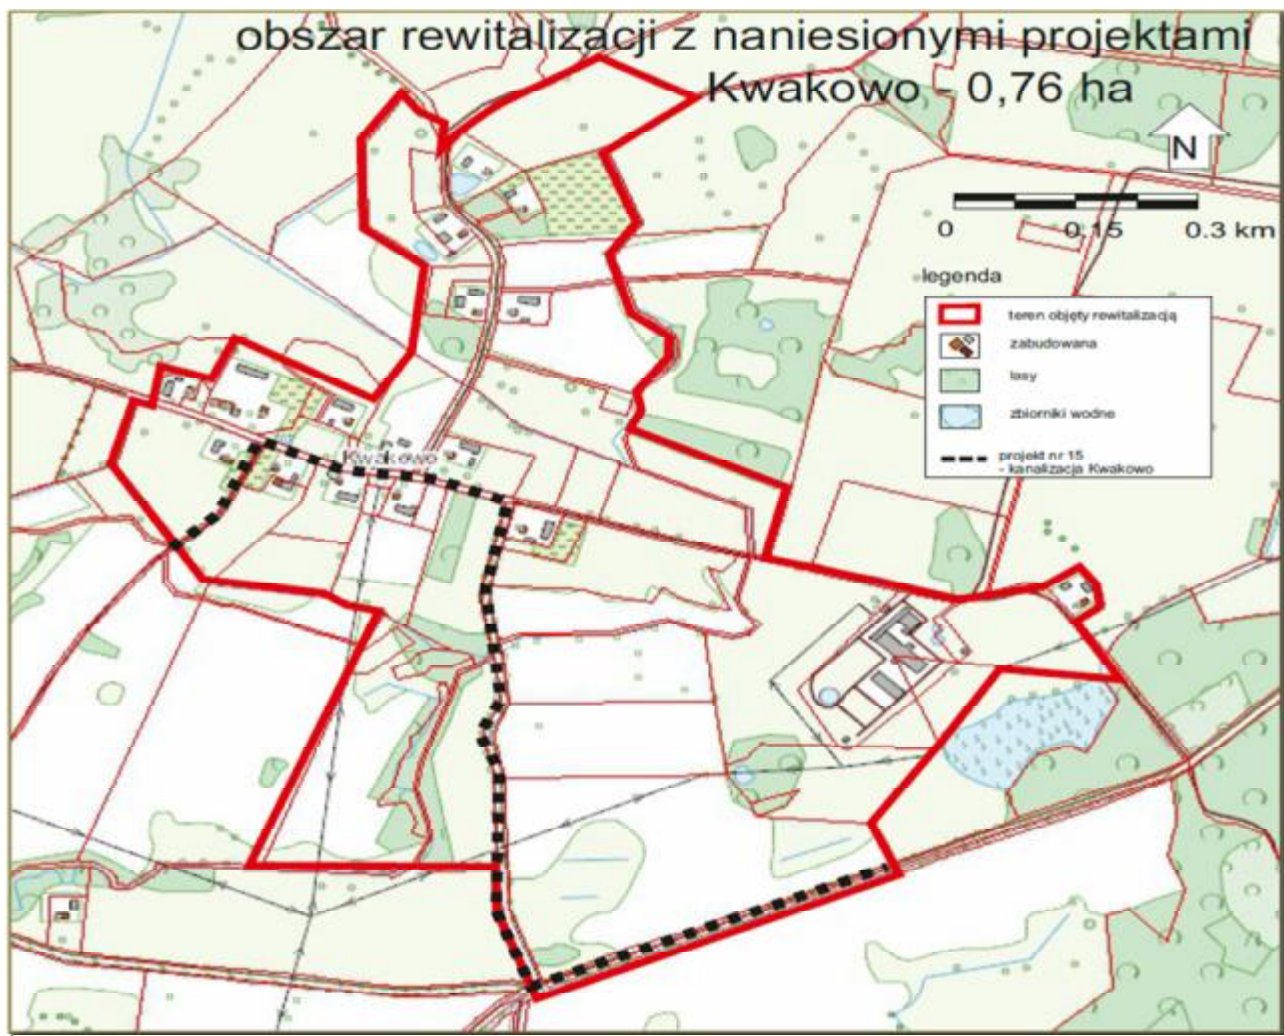 obszar rewitalizacji z naniesionymi projektami
Kwakowo - 0,76 ha
N
0 0.15 0.3 km
legenda
teren objęty rewitalizacją
zabudowana
lasy
zbiorniki wodne
projekt nr 15
- kanalizacja Kwakowo
Kwakowo